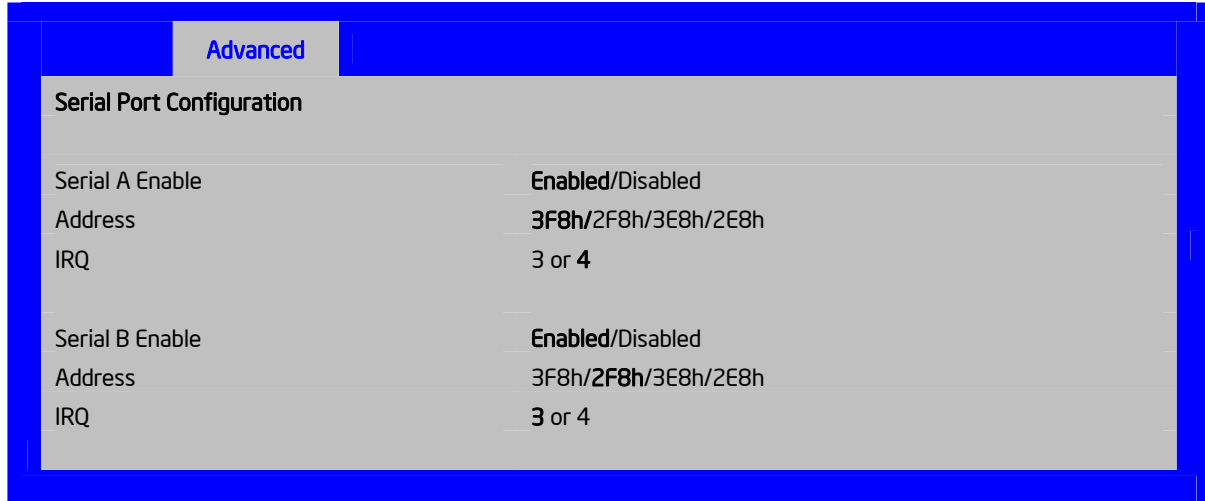 Advanced
Serial Port Configuration
Serial A Enable Enabled/Disabled
Address 3F8h/2F8h/3E8h/2E8h
IRQ 3 or 4
Serial B Enable Enabled/Disabled
Address 3F8h/2F8h/3E8h/2E8h
IRQ 3 or 4